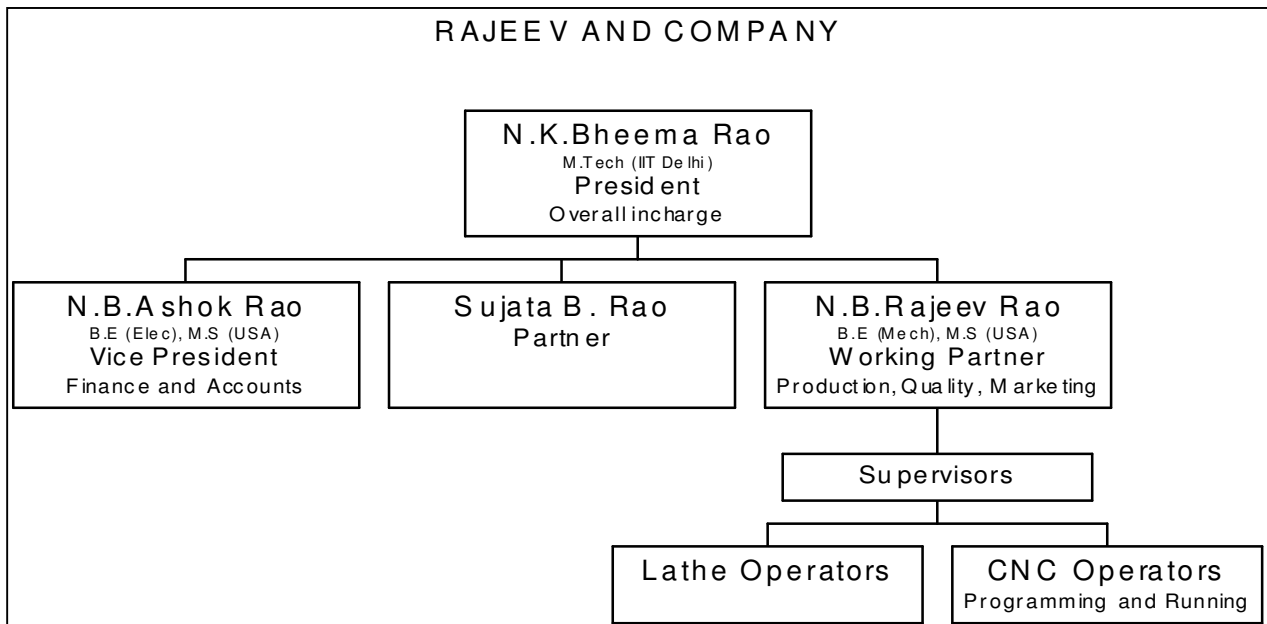 RAJEEV AND COMPANY
N.K.Bheema Rao
M.Tech (IIT Delhi)
President
Overall incharge
N.B.Ashok Rao
B.E (Elec), M.S (USA)
Vice President
Finance and Accounts
Sujata B. Rao
Partner
N.B.Rajeev Rao
B.E (Mech), M.S (USA)
Working Partner
Production, Quality, Marketing
Supervisors
Lathe Operators
CNC Operators
Programming and Running